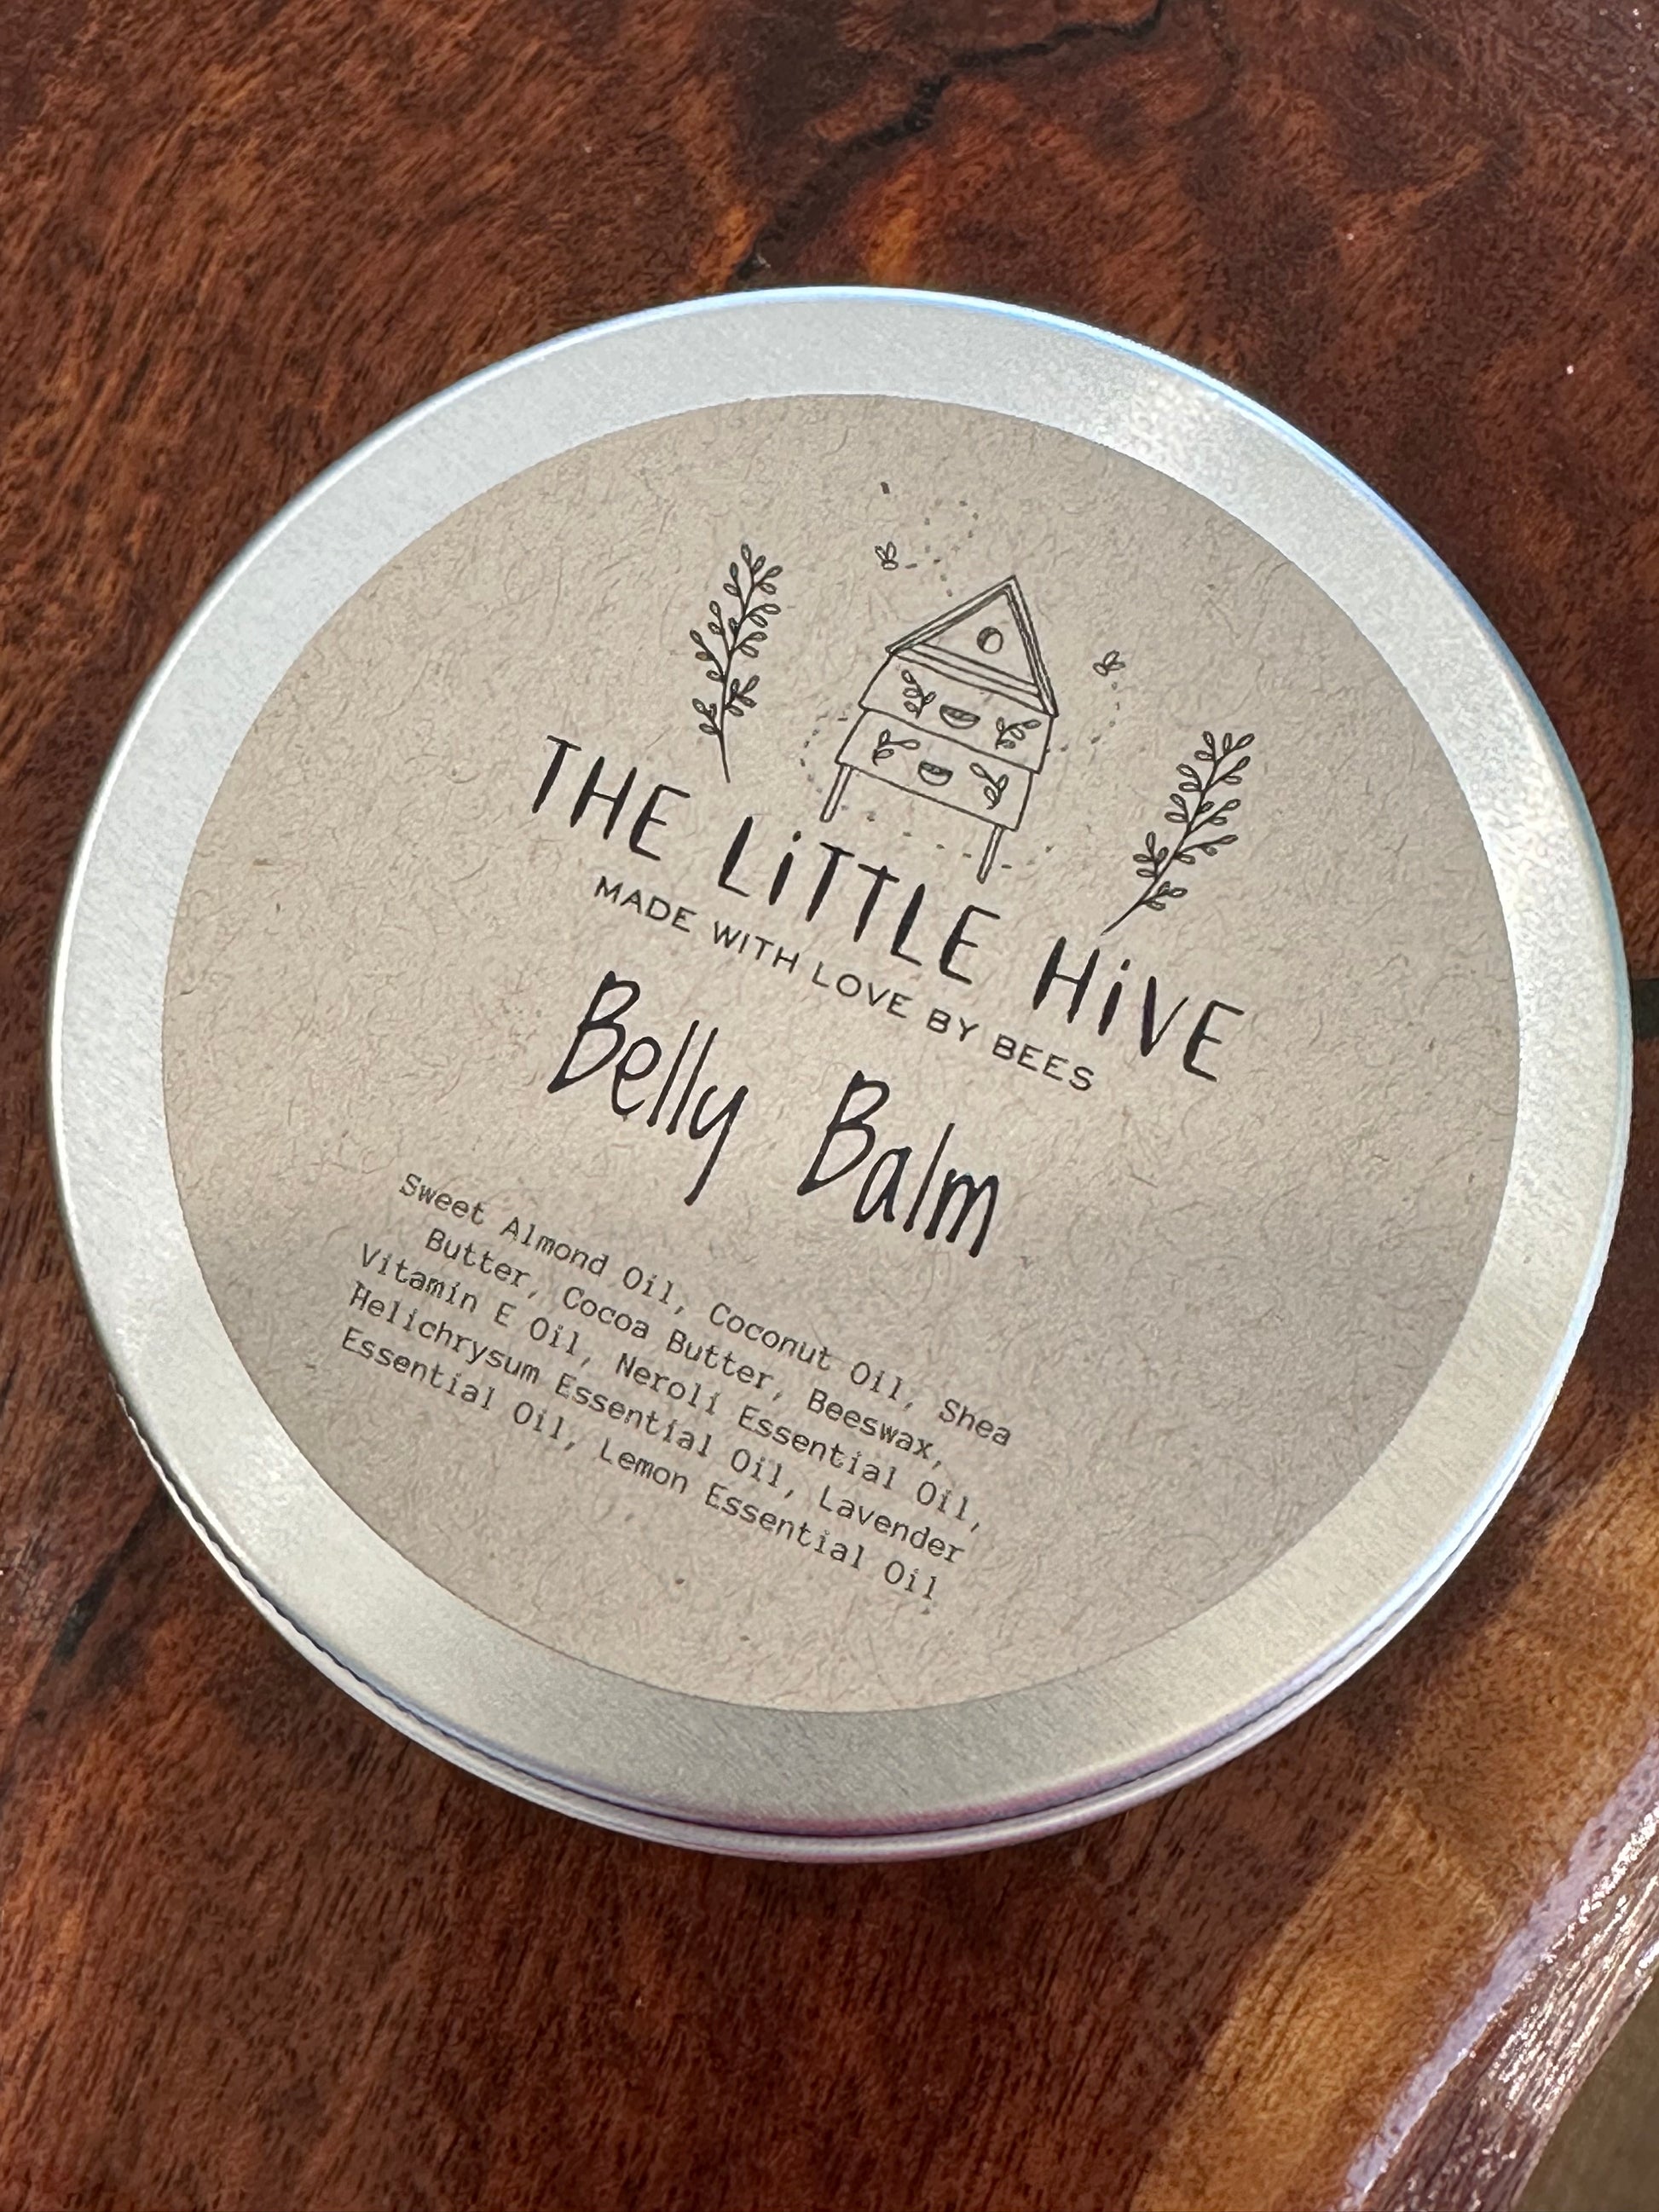 THE LiTTLE HiVE
MADE WITH LOVE BY BEES
Belly Balm
Sweet Almond Oil, Coconut Oil, Shea
Butter, Cocoa Butter, Beeswax,
Vitamin E Oil, Neroli Essential Oil,
Helichrysum Essential Oil, Lavender
Essential Oil, Lemon Essential Oil